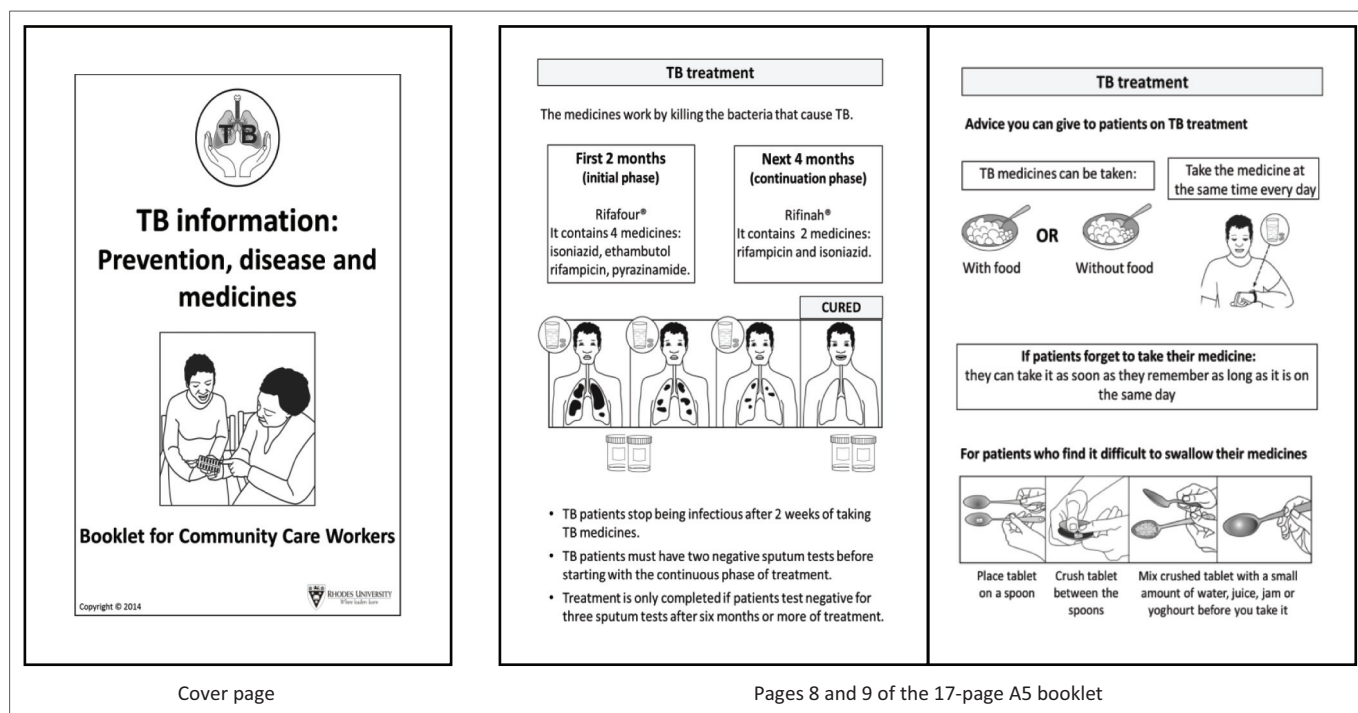 TB
TB information:
Prevention, disease and
medicines
Booklet for Community Care Workers
Copyright © 2014
RHODES UNIVERSITY
Where leaders learn
Cover page
TB treatment
The medicines work by killing the bacteria that cause TB.
First 2 months
(initial phase)
Rifafour®
It contains 4 medicines:
isoniazid, ethambutol
rifampicin, pyrazinamide.
Next 4 months
(continuation phase)
Rifinah®
It contains 2 medicines:
rifampicin and isoniazid.
CURED
• TB patients stop being infectious after 2 weeks of taking
TB medicines.
• TB patients must have two negative sputum tests before
starting with the continuous phase of treatment.
• Treatment is only completed if patients test negative for
three sputum tests after six months or more of treatment.
TB treatment
Advice you can give to patients on TB treatment
TB medicines can be taken:
With food
OR
Without food
Take the medicine at
the same time every day
If patients forget to take their medicine:
they can take it as soon as they remember as long as it is on
the same day
For patients who find it difficult to swallow their medicines
Place tablet
on a spoon
Crush tablet
between the
spoons
Mix crushed tablet with a small
amount of water, juice, jam or
yoghourt before you take it
Pages 8 and 9 of the 17-page A5 booklet